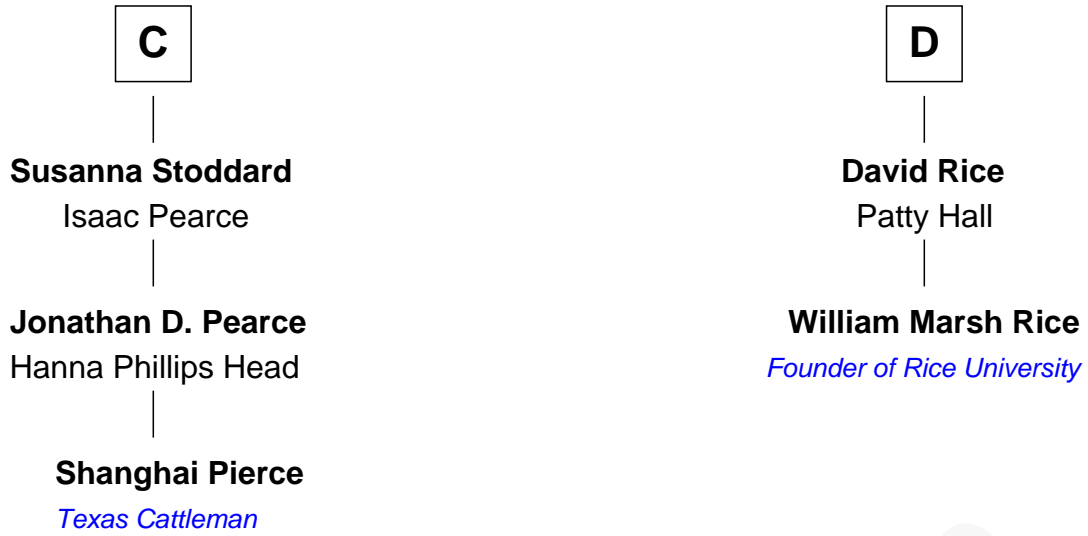 C
Susanna Stoddard
Isaac Pearce
Jonathan D. Pearce
Hanna Phillips Head
Shanghai Pierce
Texas Cattleman
D
David Rice
Patty Hall
William Marsh Rice
Founder of Rice University